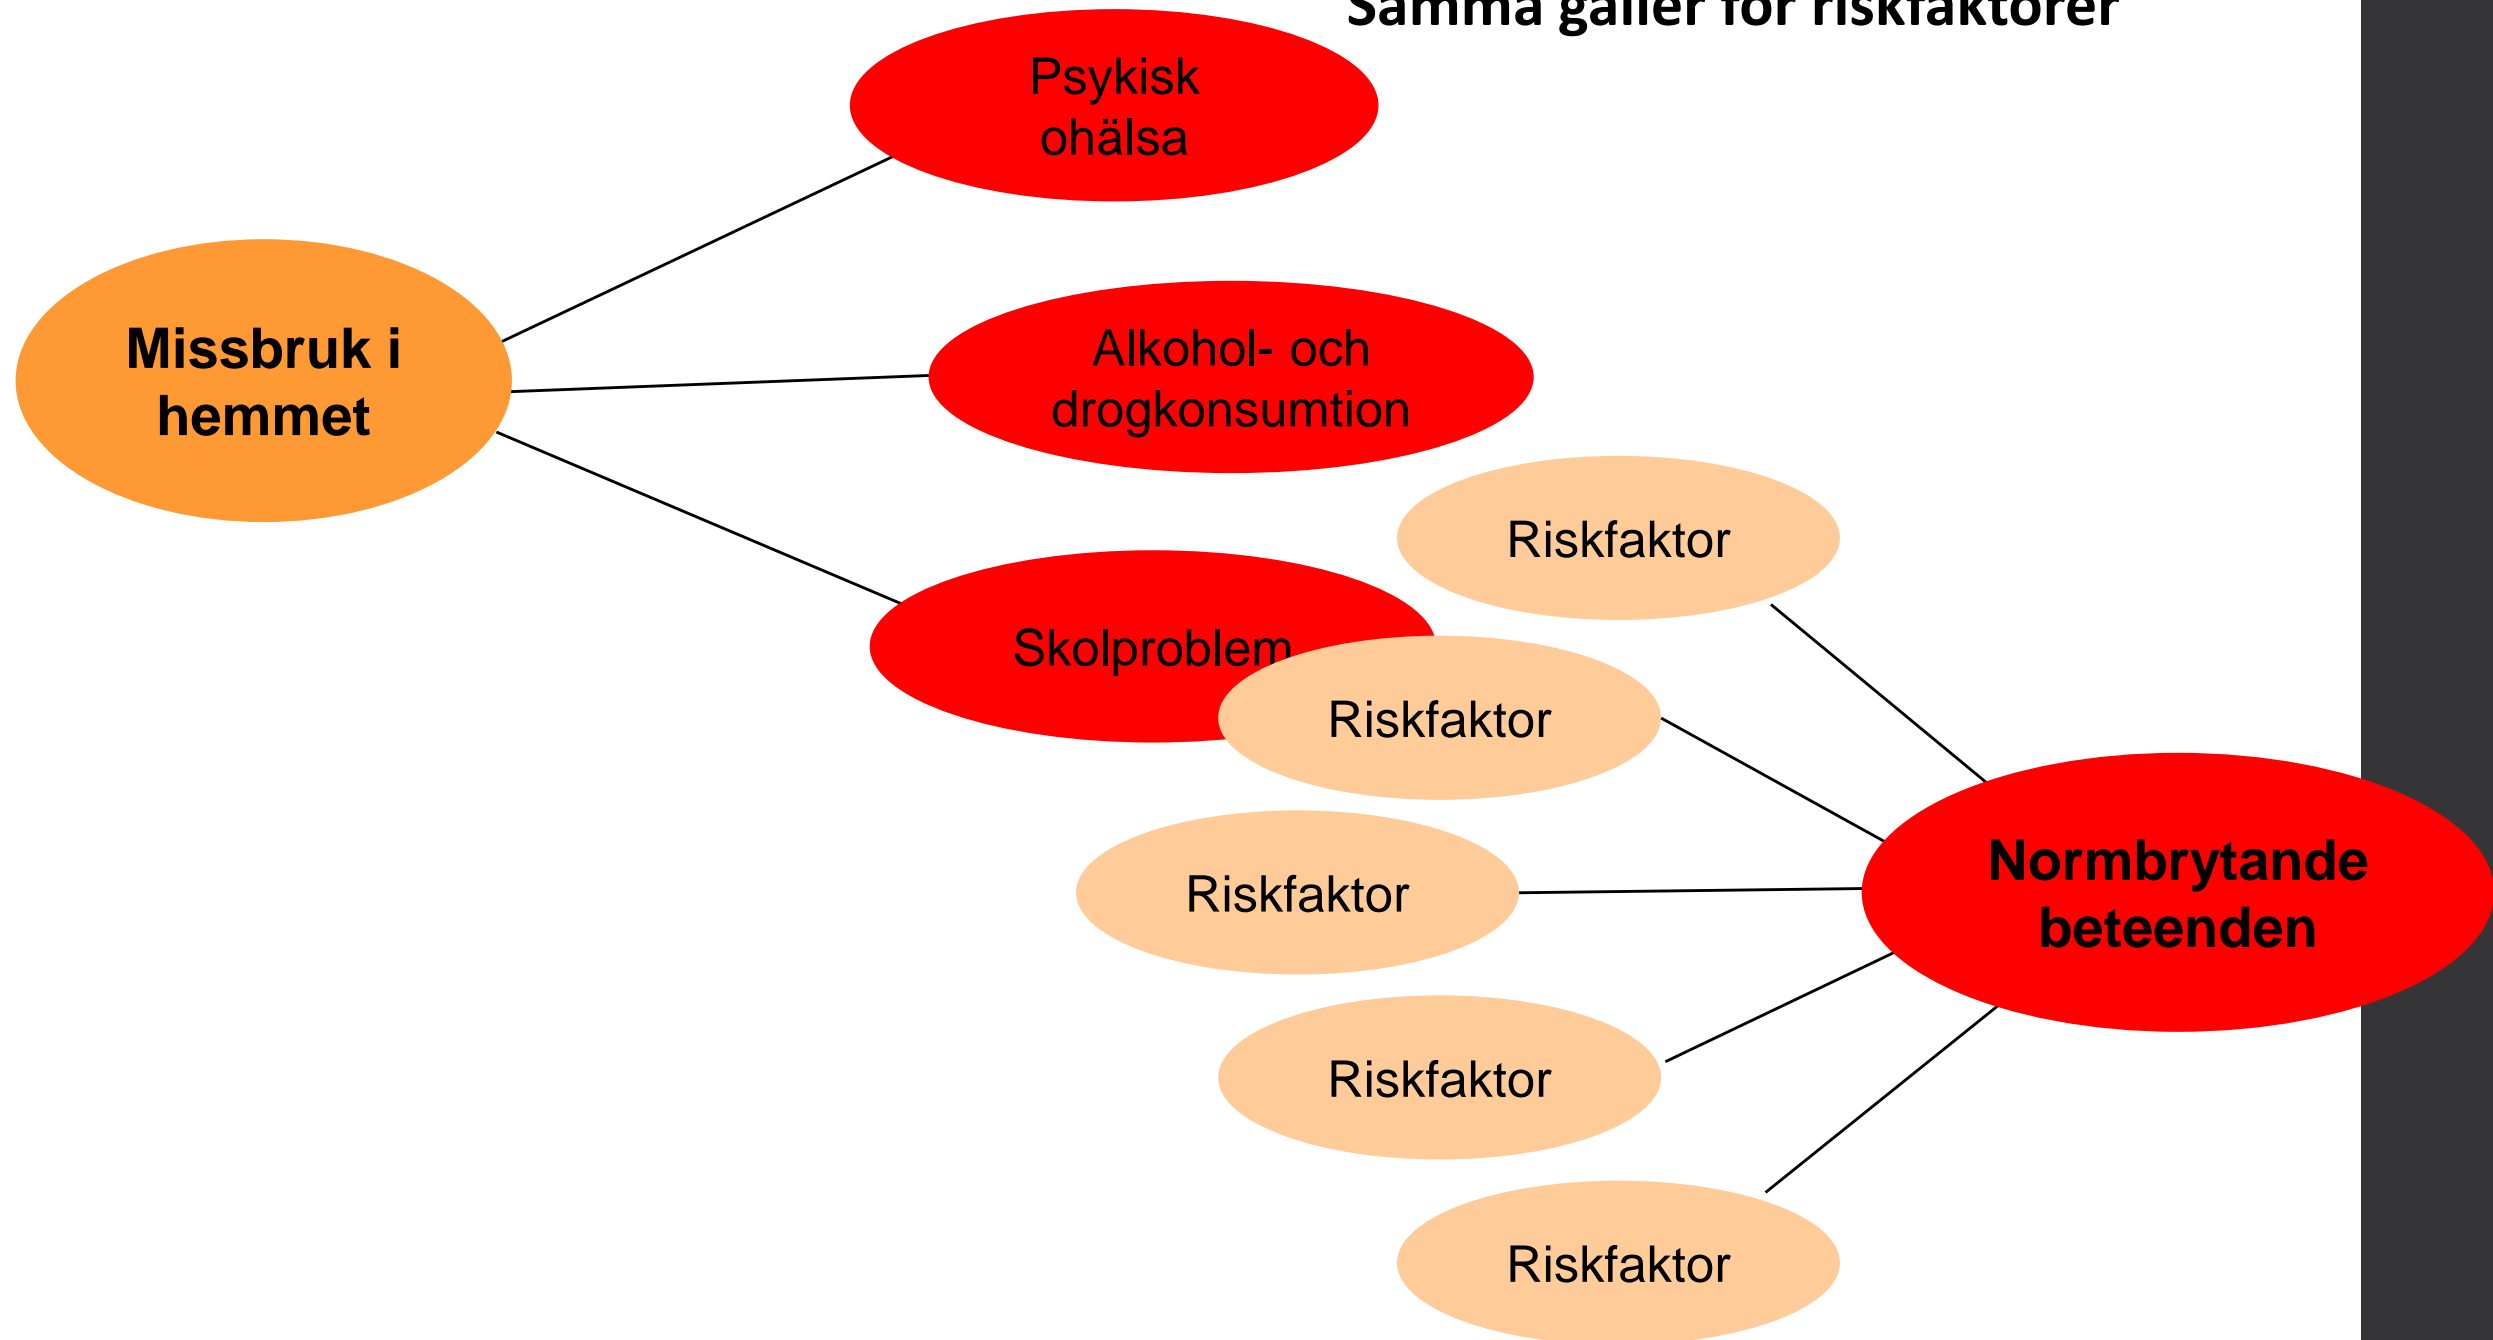 Samma gäller för riskfaktorer
Psykisk
ohälsa
Missbruk i
hemmet
Alkohol- och
drogkonsumtion
Riskfaktor
Skolproblem
Riskfaktor
Normbrytande
beteenden
Riskfaktor
Riskfaktor
Riskfaktor